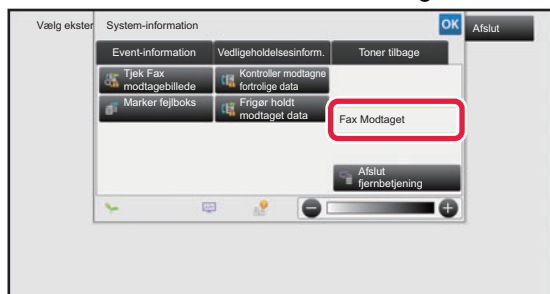 Vælg ekster
System-information
OK
Afslut
Event-information
Vedligeholdelsesinform.
Toner tilbage
Tjek Fax
modtagebillede
Kontroller modtagne
fortrolige data
Marker fejlboks
Frigør holdt
modtaget data
Fax Modtaget
Afslut
fjernbetjening